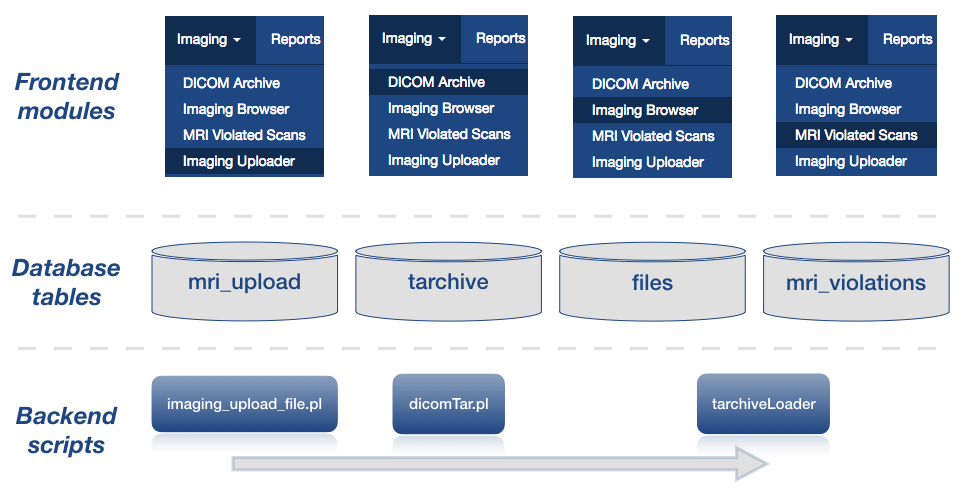 Frontend
modules
Imaging Reports
DICOM Archive
Imaging Browser
MRI Violated Scans
Imaging Uploader
Imaging Reports
DICOM Archive
Imaging Browser
MRI Violated Scans
Imaging Uploader
Imaging Reports
DICOM Archive
Imaging Browser
MRI Violated Scans
Imaging Uploader
Imaging Reports
DICOM Archive
Imaging Browser
MRI Violated Scans
Imaging Uploader
Database
tables
mri_upload
tarchive
files
mri_violations
Backend
scripts
imaging_upload_file.pl
dicomTar.pl
tarchiveLoader